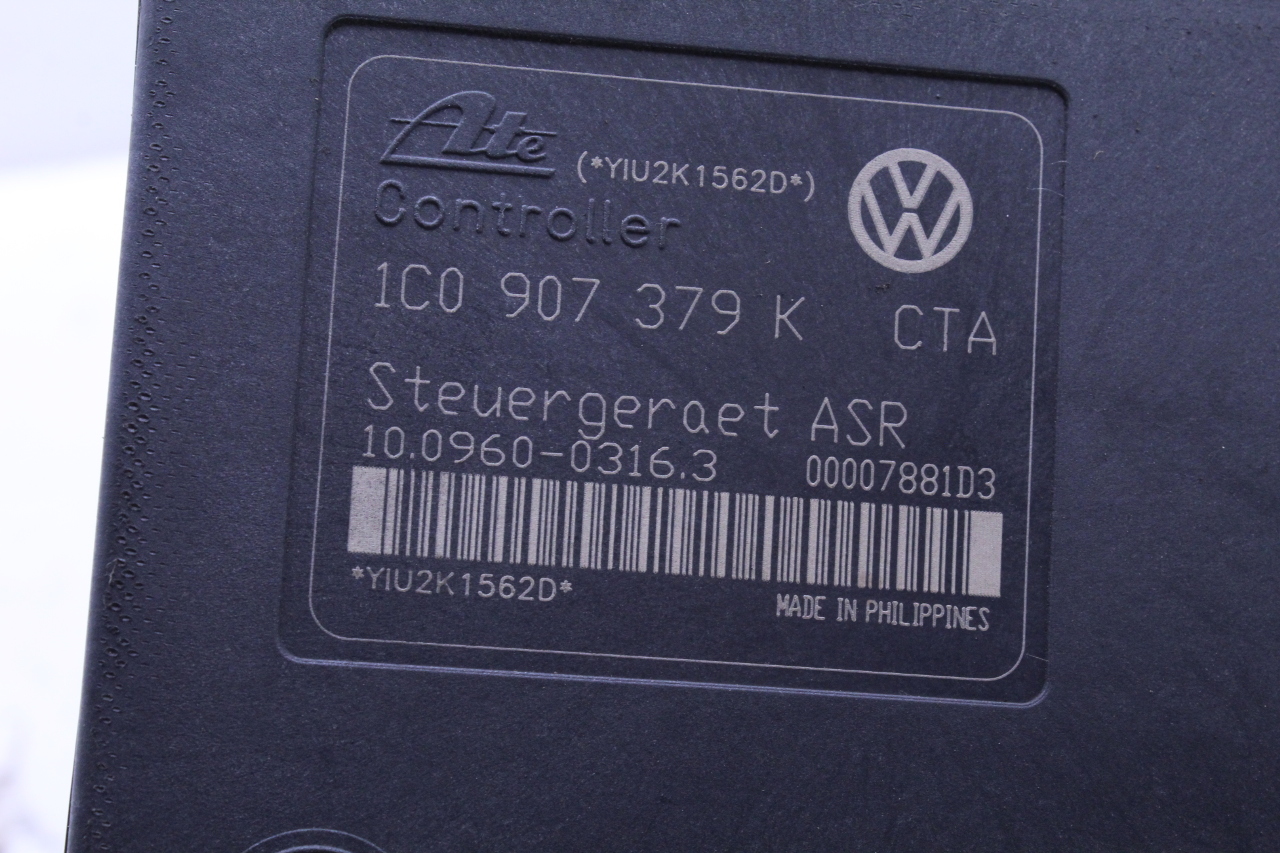 Ate (*YIU2K1562D*)
Controller
1C0 907 379 K CTA
Steuergeraet ASR
10.0960-0316.3 00007881D3
*YIU2K1562D*
MADE IN PHILIPPINES